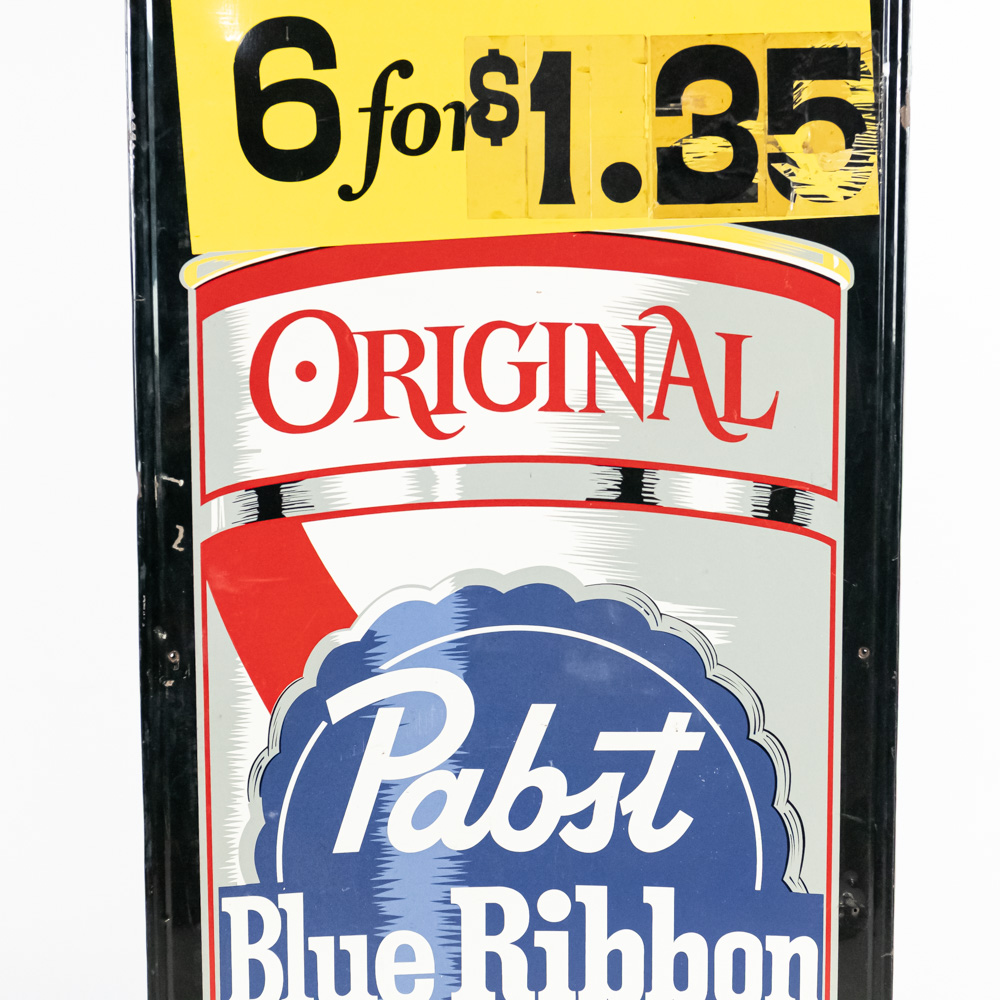 6 for $1.35
ORIGINAL
Pabst
Blue Ribbon